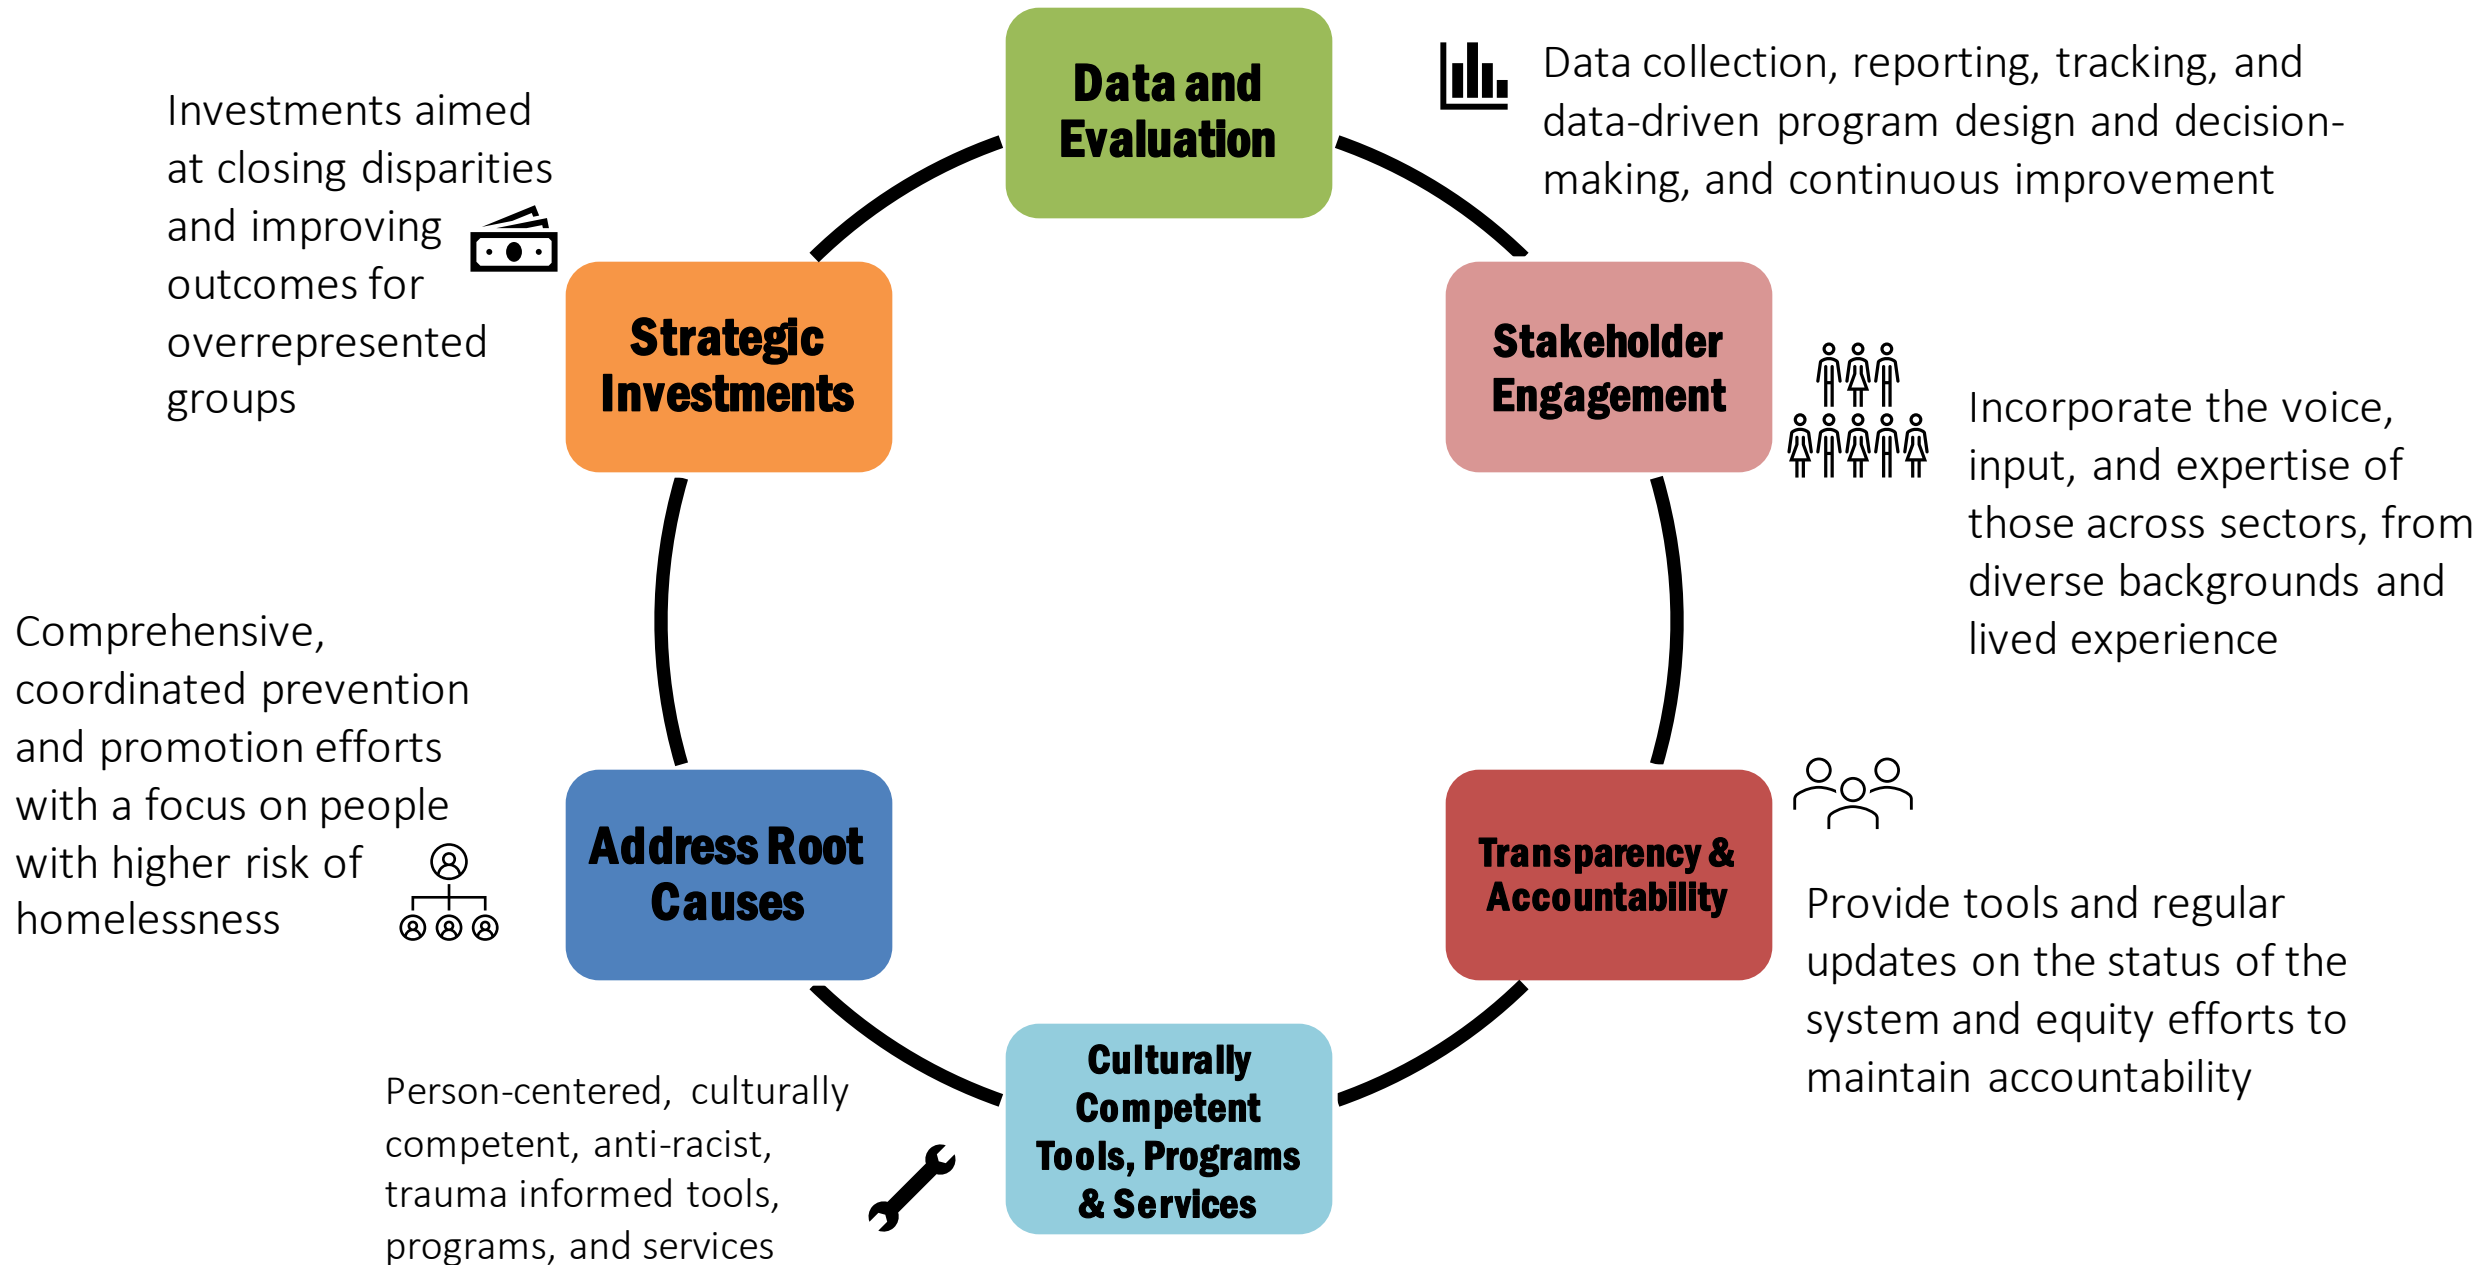 Data and
Evaluation
Data collection, reporting, tracking, and
data-driven program design and decision-
making, and continuous improvement
Stakeholder
Engagement
Incorporate the voice,
input, and expertise of
those across sectors, from
diverse backgrounds and
lived experience
Transparency &
Accountability
Provide tools and regular
updates on the status of the
system and equity efforts to
maintain accountability
Culturally
Competent
Tools, Programs
& Services
Person-centered, culturally
competent, anti-racist,
trauma informed tools,
programs, and services
Address Root
Causes
Comprehensive,
coordinated prevention
and promotion efforts
with a focus on people
with higher risk of
homelessness
Strategic
Investments
Investments aimed
at closing disparities
and improving
outcomes for
overrepresented
groups